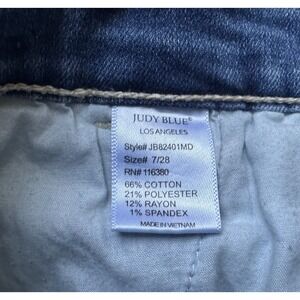 JUDY BLUE®
LOS ANGELES
Style# JB82401MD
Size# 7/28
RN# 116380
66% COTTON
21% POLYESTER
12% RAYON
1% SPANDEX
MADE IN VIETNAM